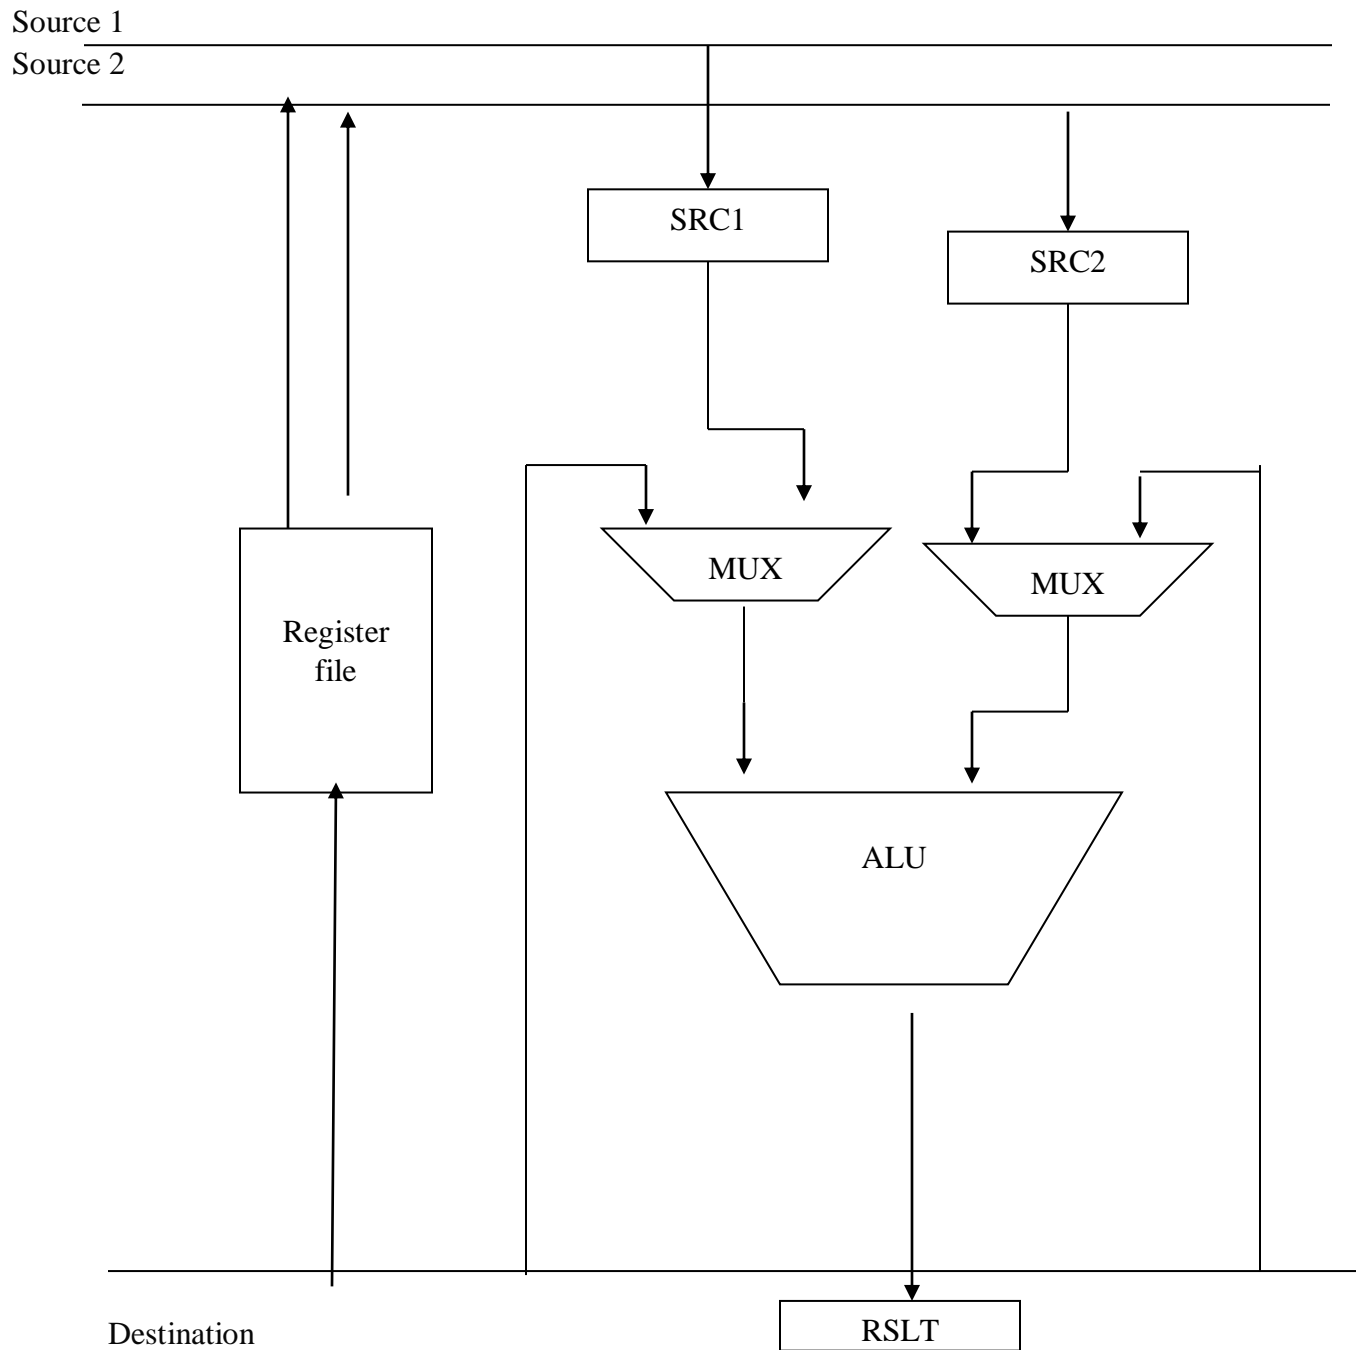 Source 1
Source 2
SRC1
SRC2
MUX
MUX
Register
file
ALU
Destination
RSLT